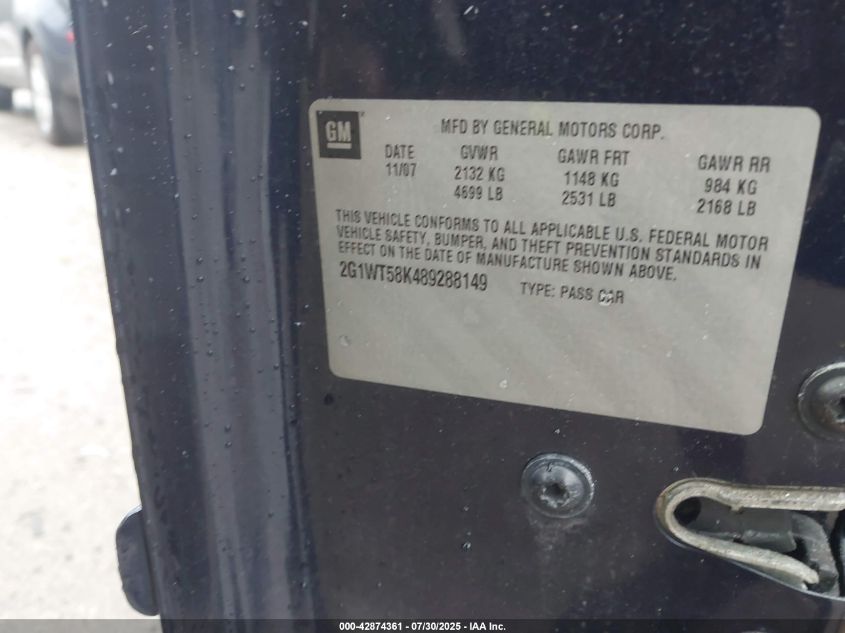 GM
MFD BY GENERAL MOTORS CORP.
DATE GVWR GAWR FRT GAWR RR
11/07 2132 KG 1148 KG 984 KG
4699 LB 2531 LB 2168 LB
THIS VEHICLE CONFORMS TO ALL APPLICABLE U.S. FEDERAL MOTOR
VEHICLE SAFETY, BUMPER, AND THEFT PREVENTION STANDARDS IN
EFFECT ON THE DATE OF MANUFACTURE SHOWN ABOVE.
2G1WT58K489288149 TYPE: PASS CAR
000-42874361 - 07/30/2025 - IAA Inc.